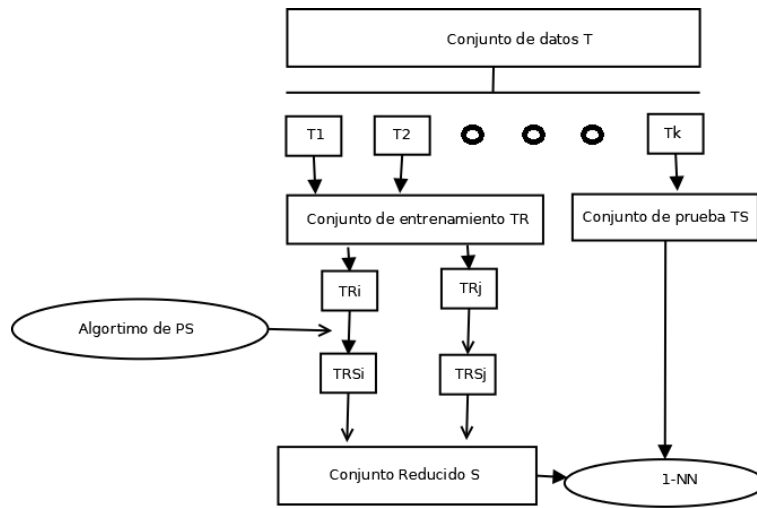 Conjunto de datos T
T1
T2
Tk
Conjunto de entrenamiento TR
Conjunto de prueba TS
TRi
TRj
Algortimo de PS
TRSi
TRSj
Conjunto Reducido S
1-NN